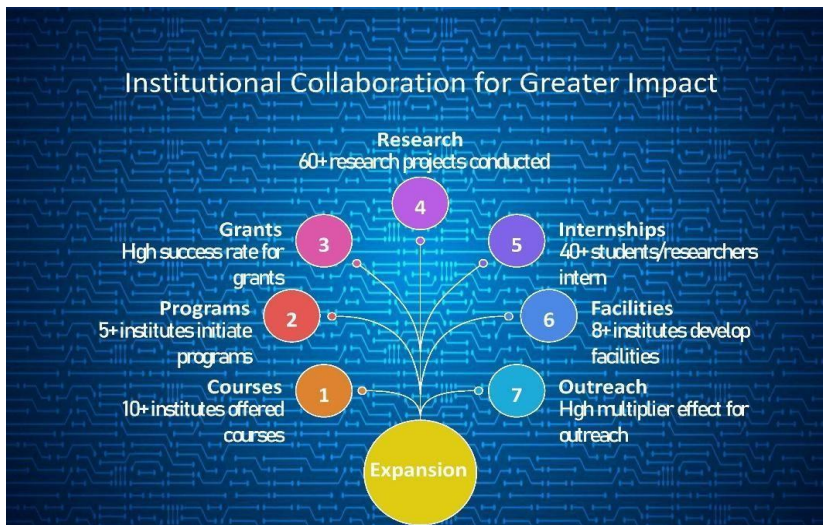 Institutional Collaboration for Greater Impact
Research
60+ research projects conducted
4
Grants
Hgh success rate for
grants
3
5
Internships
40+ students/researchers
intern
Programs
5+ institutes initiate
programs
2
6
Facilities
8+ institutes develop
facilities
Courses
10+ institutes offered
courses
1
7
Outreach
Hgh multiplier effect for
outreach
Expansion